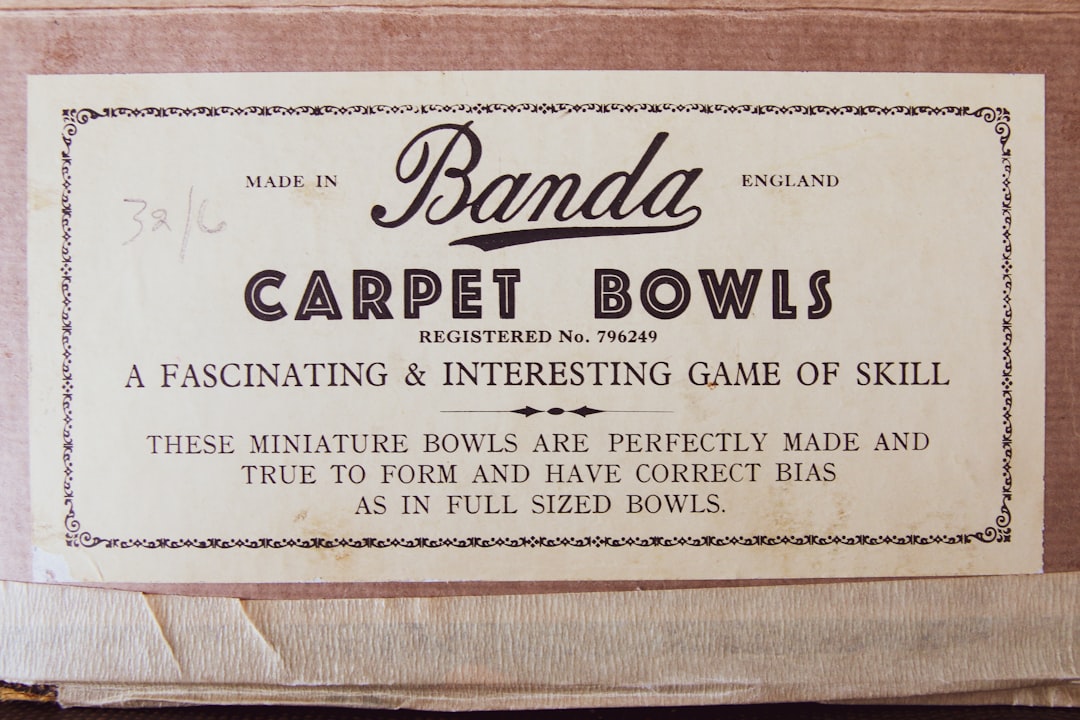 Banda
MADE IN ENGLAND
32/6
CARPET BOWLS
REGISTERED No. 796249
A FASCINATING & INTERESTING GAME OF SKILL
THESE MINIATURE BOWLS ARE PERFECTLY MADE AND
TRUE TO FORM AND HAVE CORRECT BIAS
AS IN FULL SIZED BOWLS.